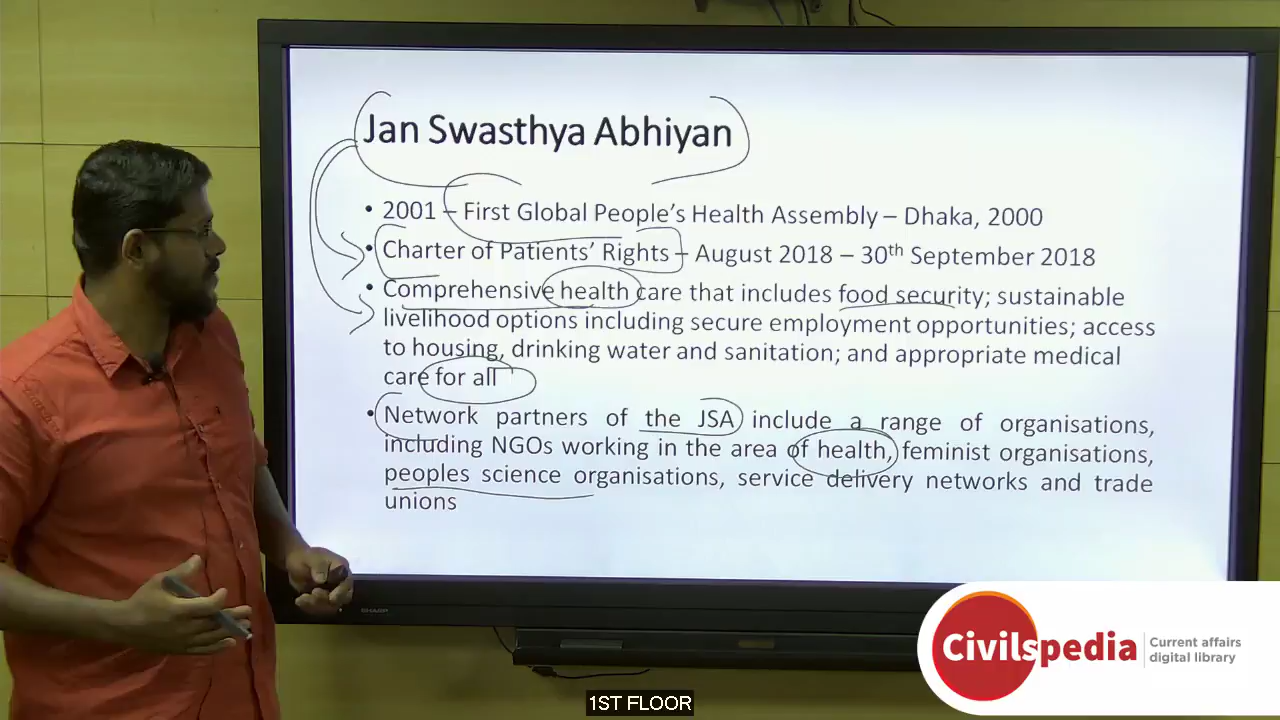 Jan Swasthya Abhiyan
• 2001 – First Global People's Health Assembly – Dhaka, 2000
• Charter of Patients' Rights – August 2018 – 30th September 2018
• Comprehensive health care that includes food security; sustainable
livelihood options including secure employment opportunities; access
to housing, drinking water and sanitation; and appropriate medical
care for all
• Network partners of the JSA include a range of organisations,
including NGOs working in the area of health, feminist organisations,
peoples science organisations, service delivery networks and trade
unions
SHARP
Civilspedia
Current affairs
digital library
1ST FLOOR